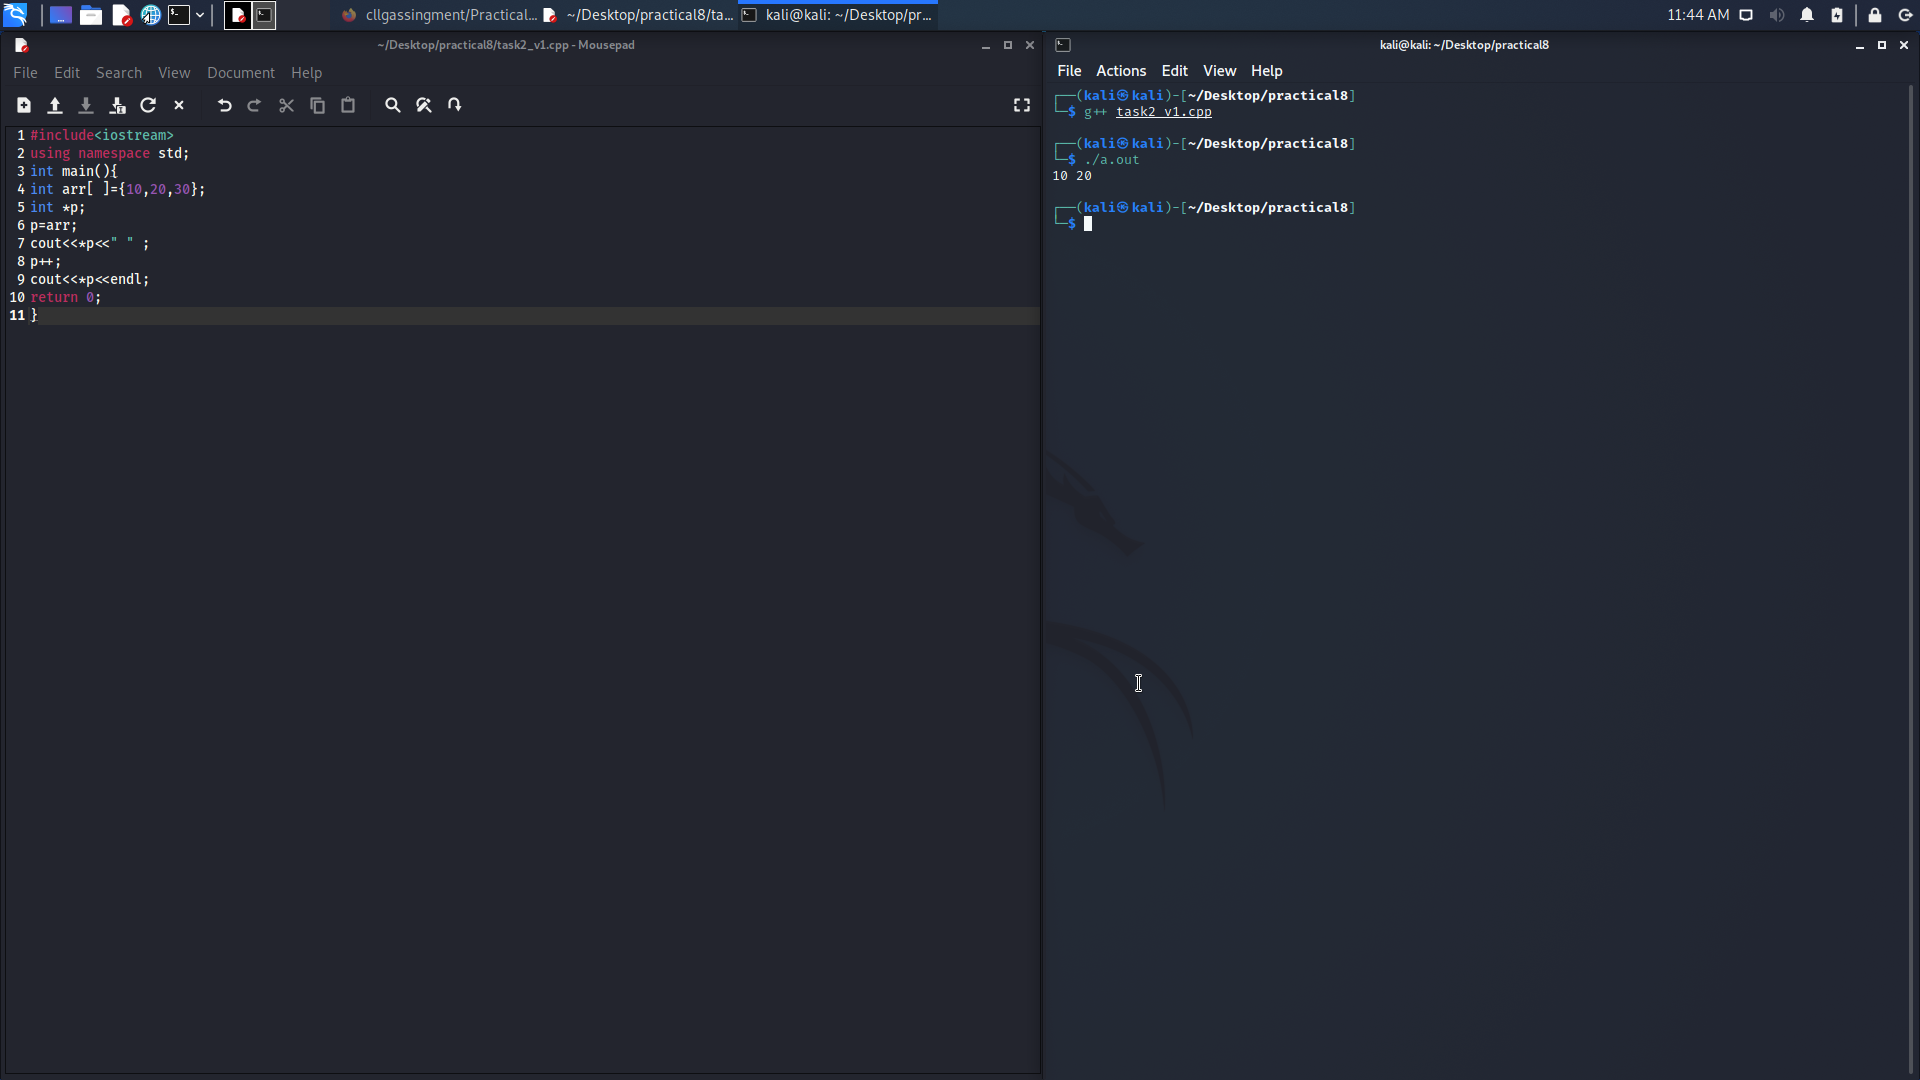 cllgassingment/Practical...
~/Desktop/practical8/ta...
kali@kali: ~/Desktop/pr...
11:44 AM
~/Desktop/practical8/task2_v1.cpp - Mousepad
File Edit Search View Document Help
1 #include<iostream>
2 using namespace std;
3 int main(){
4 int arr[ ]={10,20,30};
5 int *p;
6 p=arr;
7 cout<<*p<<" " ;
8 p++;
9 cout<<*p<<endl;
10 return 0;
11 }
kali@kali: ~/Desktop/practical8
File Actions Edit View Help
┌──(kali㉿kali)-[~/Desktop/practical8]
└─$ g++ task2_v1.cpp
┌──(kali㉿kali)-[~/Desktop/practical8]
└─$ ./a.out
10 20
┌──(kali㉿kali)-[~/Desktop/practical8]
└─$